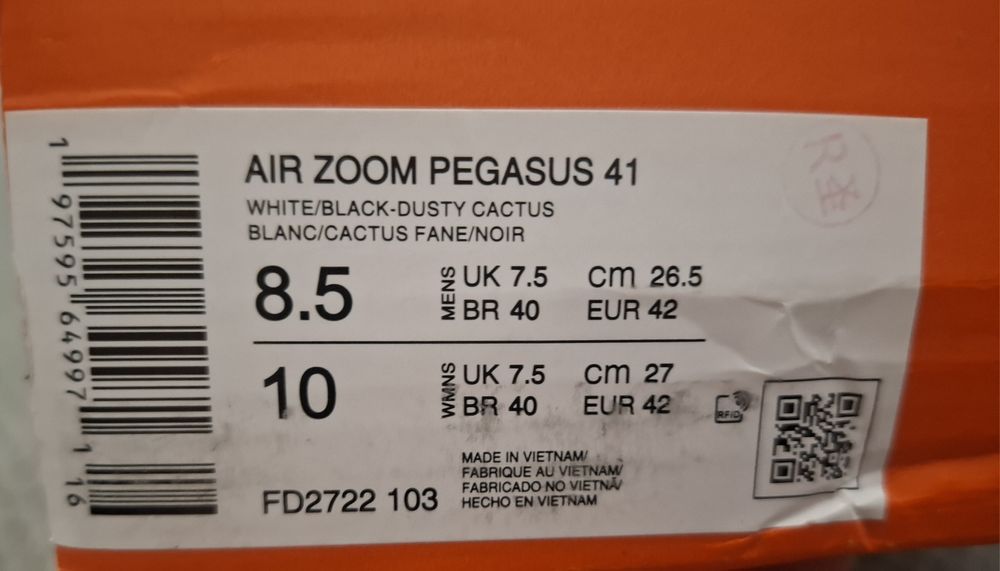 AIR ZOOM PEGASUS 41
WHITE/BLACK-DUSTY CACTUS
BLANC/CACTUS FANE/NOIR
8.5 MENS UK 7.5 CM 26.5
BR 40 EUR 42
10 WMNS UK 7.5 CM 27
BR 40 EUR 42
RFID
MADE IN VIETNAM/
FABRIQUE AU VIETNAM/
FABRICADO NO VIETNÃ/
HECHO EN VIETNAM
FD2722 103
1 97595 64997 1 16